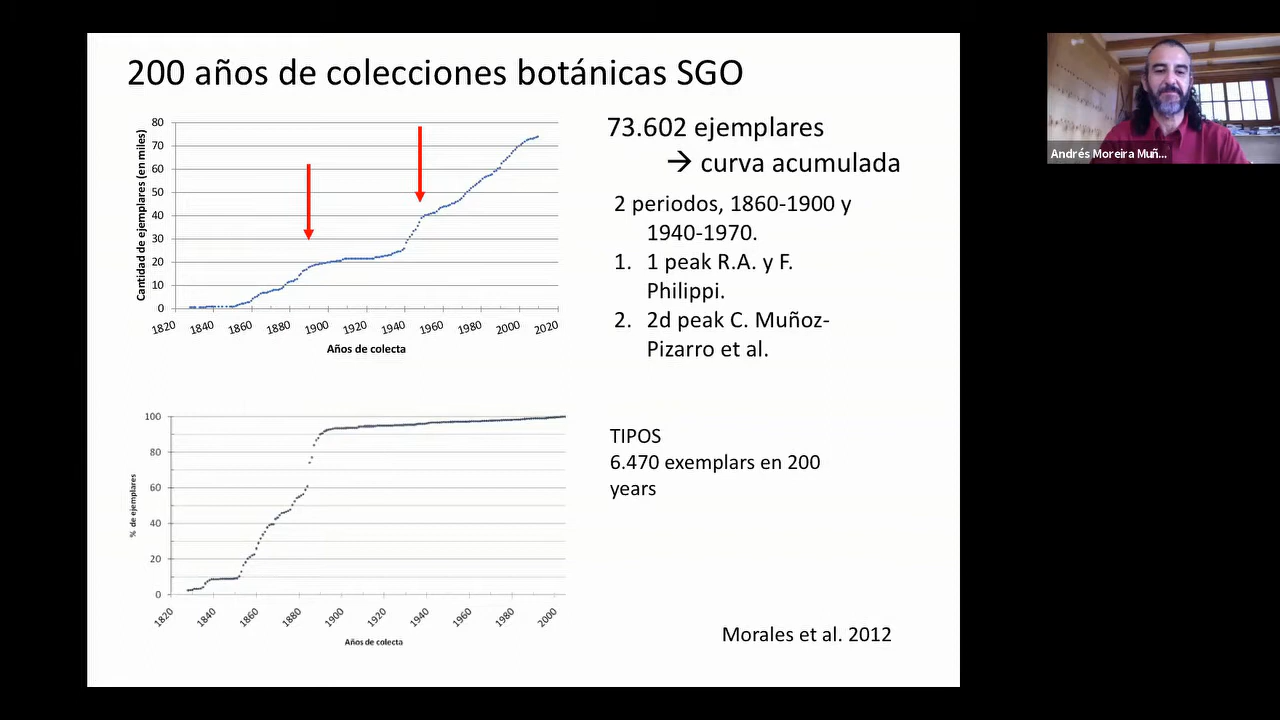 200 años de colecciones botánicas SGO
Cantidad de ejemplares (en miles)
80
70
60
50
40
30
20
10
0
1820 1840 1860 1880 1900 1920 1940 1960 1980 2000 2020
Años de colecta
73.602 ejemplares
→ curva acumulada
2 periodos, 1860-1900 y
1940-1970.
1. 1 peak R.A. y F.
Philippi.
2. 2d peak C. Muñoz-
Pizarro et al.
Andrés Moreira Muñ...
% de ejemplares
100
80
60
40
20
0
1820 1840 1860 1880 1900 1920 1940 1960 1980 2000
Años de colecta
TIPOS
6.470 exemplars en 200
years
Morales et al. 2012